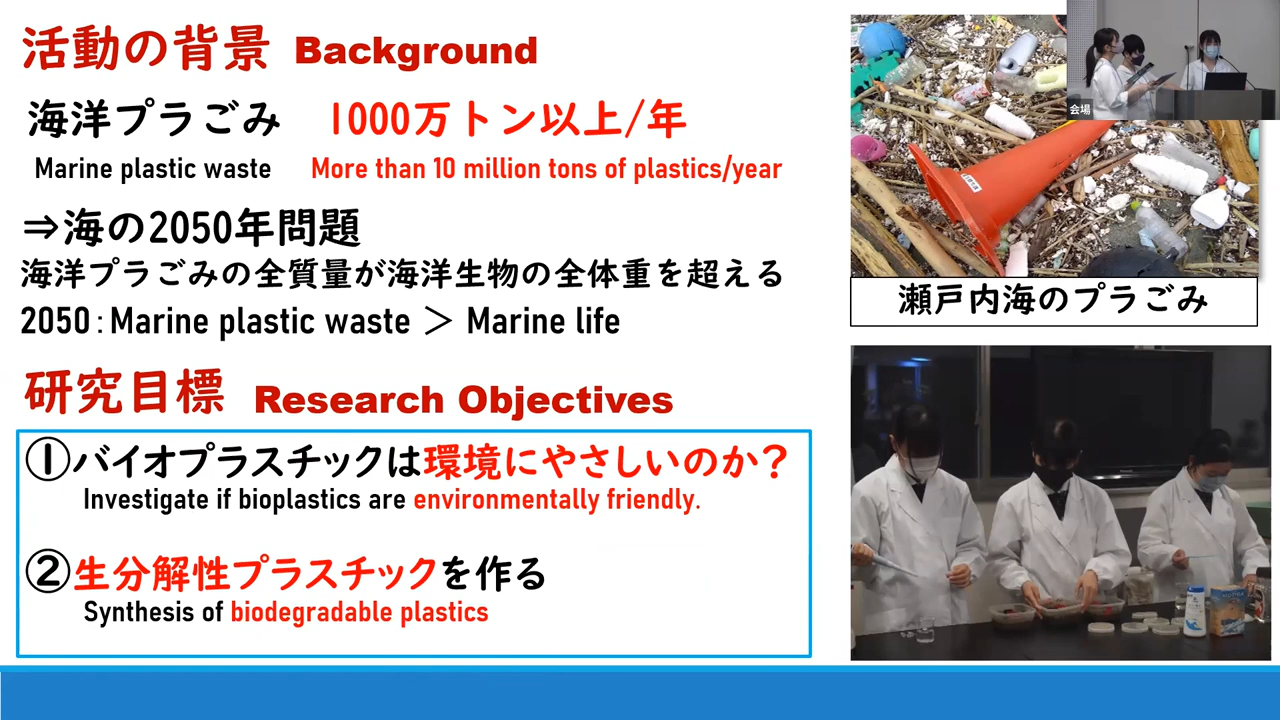 活動の背景 Background
海洋プラごみ 1000万トン以上/年
Marine plastic waste More than 10 million tons of plastics/year
⇒海の2050年問題
海洋プラごみの全質量が海洋生物の全体重を超える
2050：Marine plastic waste ＞ Marine life
研究目標 Research Objectives
①バイオプラスチックは環境にやさしいのか？
Investigate if bioplastics are environmentally friendly.
②生分解性プラスチックを作る
Synthesis of biodegradable plastics
会場
瀬戸内海のプラごみ